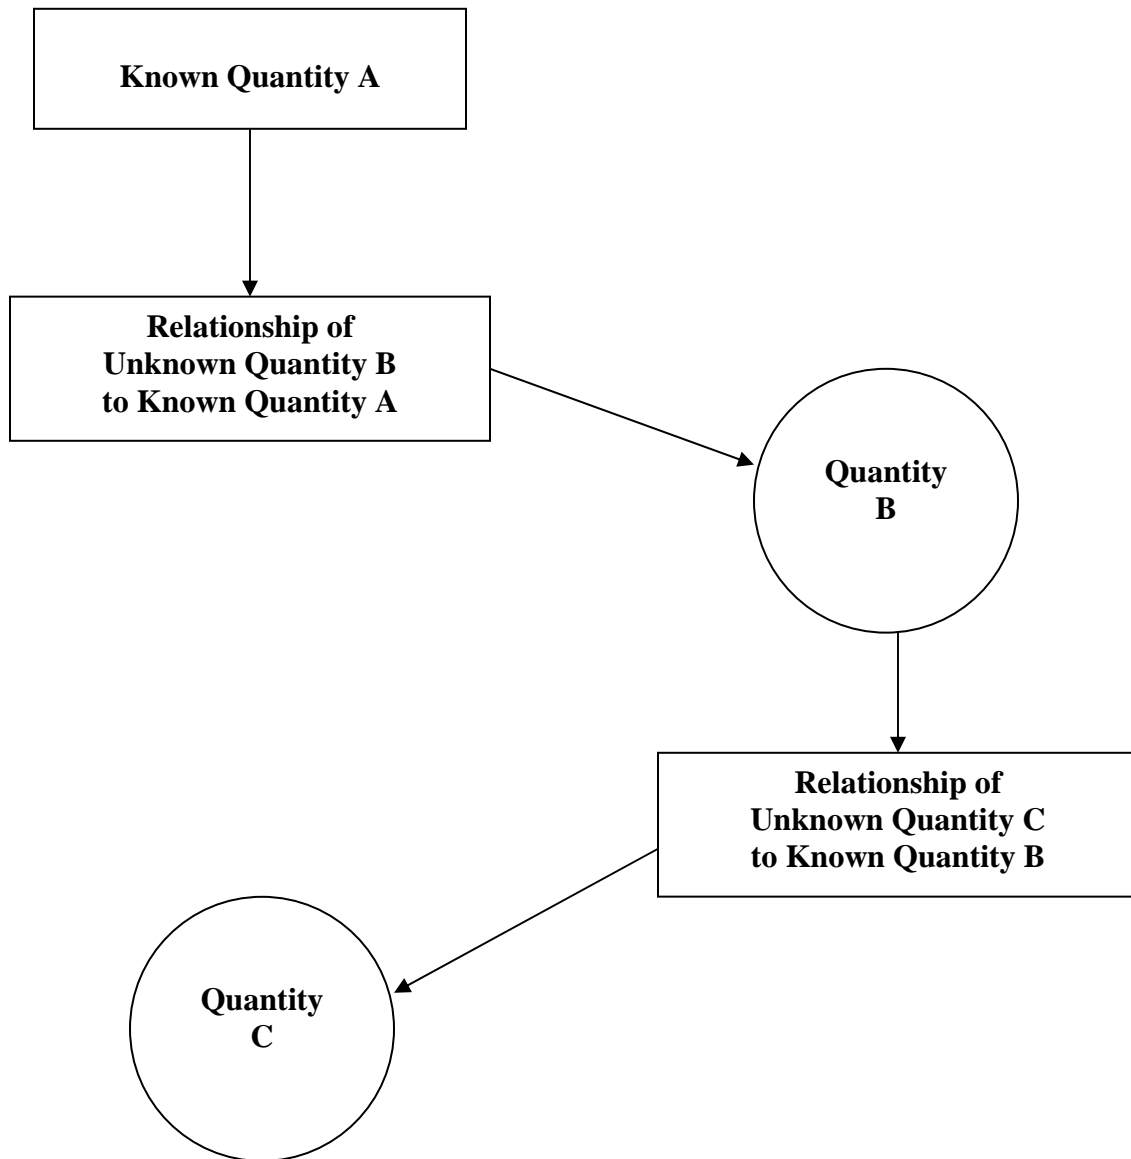 Known Quantity A
Relationship of
Unknown Quantity B
to Known Quantity A
Quantity
B
Relationship of
Unknown Quantity C
to Known Quantity B
Quantity
C